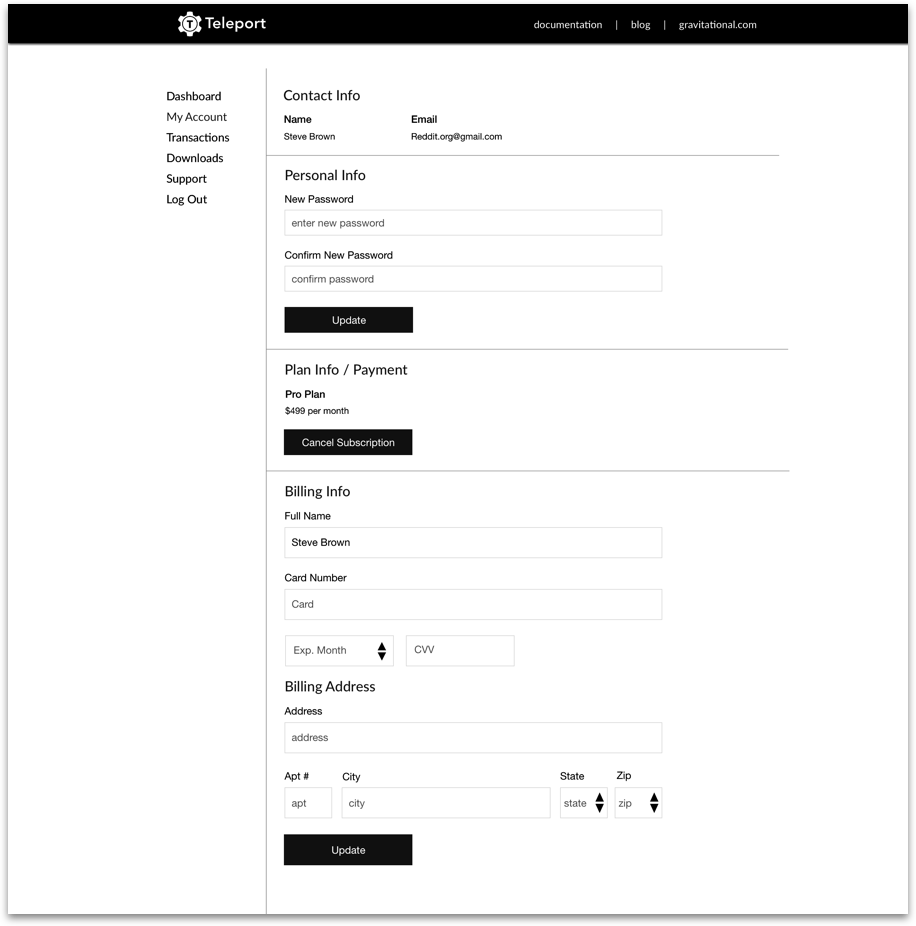 Teleport
documentation | blog | gravitational.com
Dashboard
My Account
Transactions
Downloads
Support
Log Out
Contact Info
Name Email
Steve Brown Reddit.org@gmail.com
Personal Info
New Password
enter new password
Confirm New Password
confirm password
Update
Plan Info / Payment
Pro Plan
$499 per month
Cancel Subscription
Billing Info
Full Name
Steve Brown
Card Number
Card
Exp. Month CVV
Billing Address
Address
address
Apt # City State Zip
apt city state zip
Update